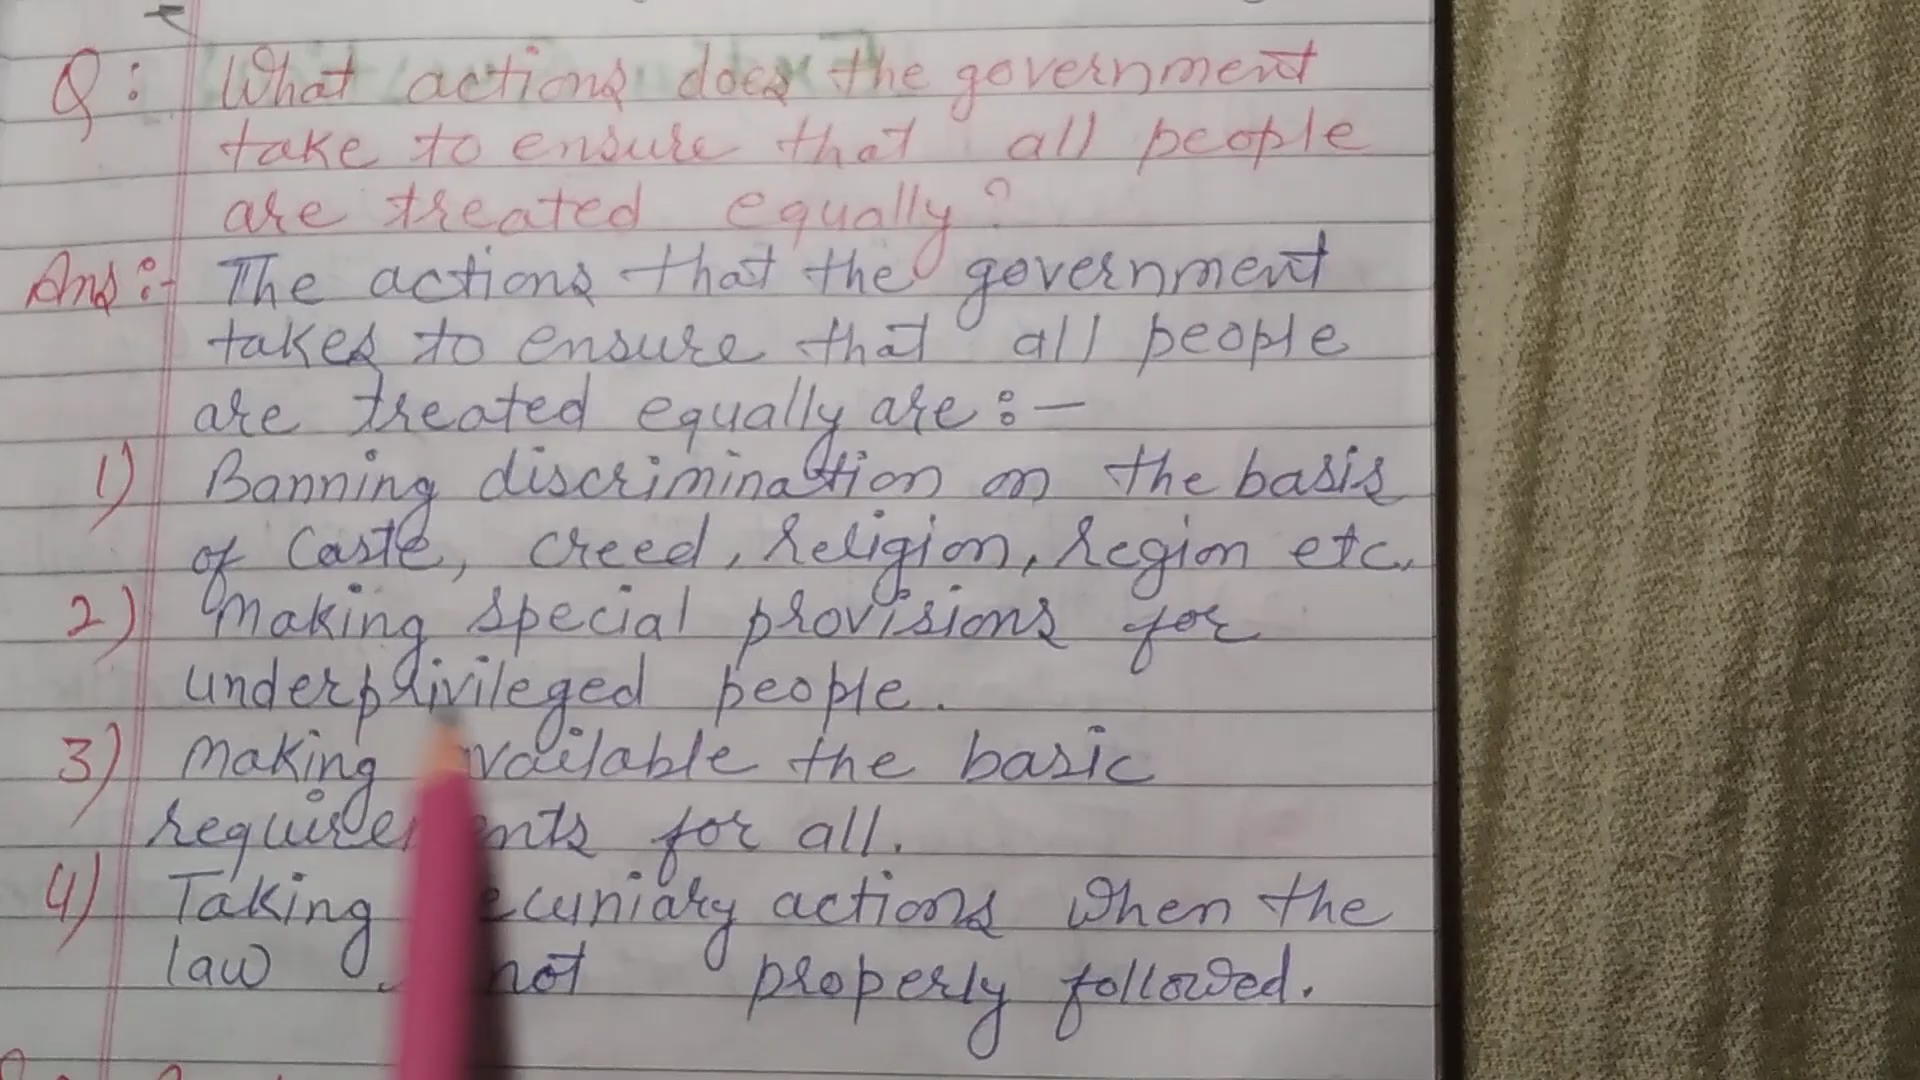 Q: What actions does the government
take to ensure that all people
are treated equally?
Ans:- The actions that the government
takes to ensure that all people
are treated equally are :-
1) Banning discrimination on the basis
of Caste, creed, religion, region etc.
2) Making special provisions for
underprivileged people.
3) Making available the basic
requirements for all.
4) Taking actions when the
law not properly followed.